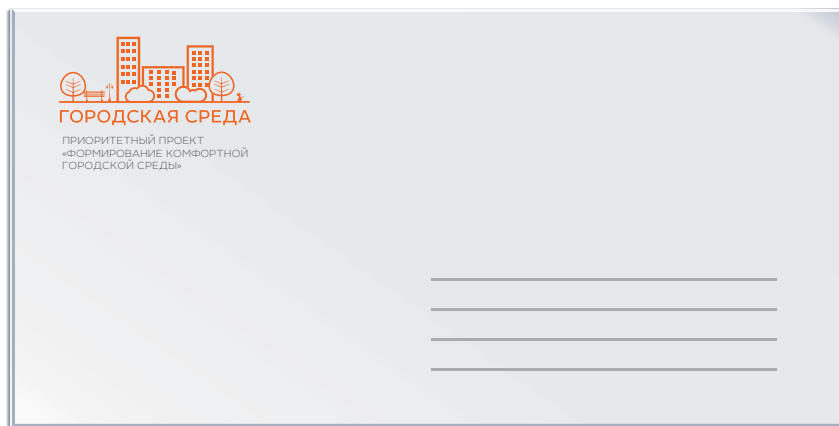 ГОРОДСКАЯ СРЕДА
ПРИОРИТЕТНЫЙ ПРОЕКТ
«ФОРМИРОВАНИЕ КОМФОРТНОЙ
ГОРОДСКОЙ СРЕДЫ»